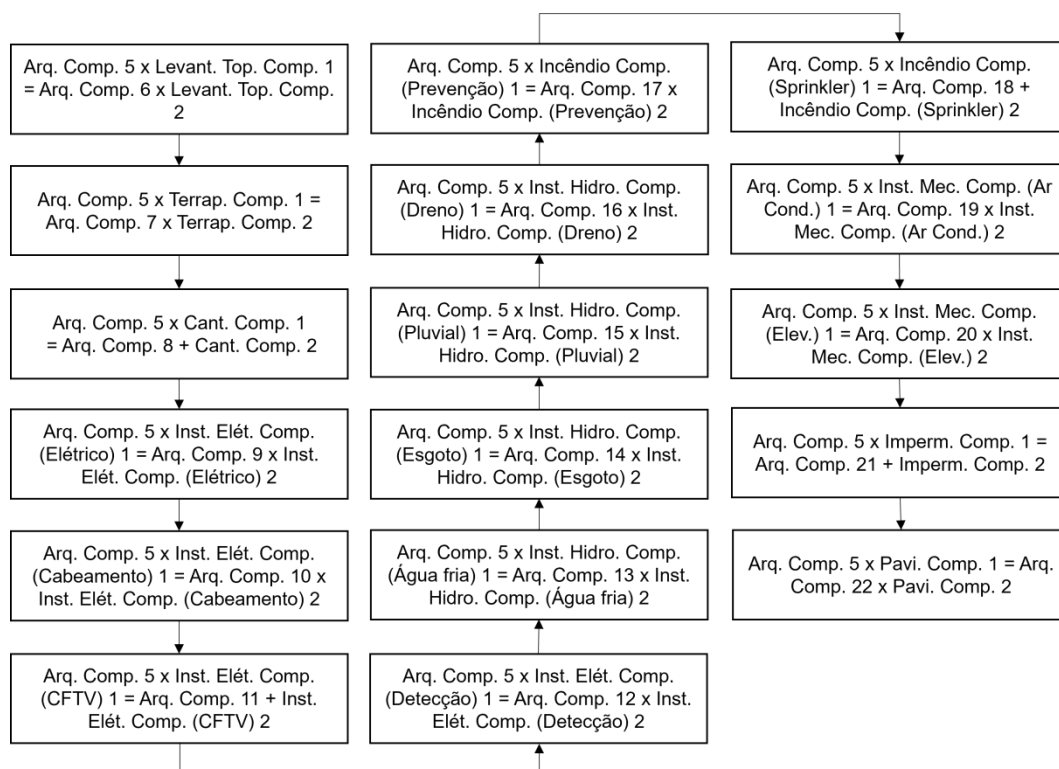 Arq. Comp. 5 x Levant. Top. Comp. 1
= Arq. Comp. 6 x Levant. Top. Comp.
2
Arq. Comp. 5 x Terrap. Comp. 1 =
Arq. Comp. 7 x Terrap. Comp. 2
Arq. Comp. 5 x Cant. Comp. 1
= Arq. Comp. 8 + Cant. Comp. 2
Arq. Comp. 5 x Inst. Elét. Comp.
(Elétrico) 1 = Arq. Comp. 9 x Inst.
Elét. Comp. (Elétrico) 2
Arq. Comp. 5 x Inst. Elét. Comp.
(Cabeamento) 1 = Arq. Comp. 10 x
Inst. Elét. Comp. (Cabeamento) 2
Arq. Comp. 5 x Inst. Elét. Comp.
(CFTV) 1 = Arq. Comp. 11 + Inst.
Elét. Comp. (CFTV) 2
Arq. Comp. 5 x Inst. Elét. Comp.
(Detecção) 1 = Arq. Comp. 12 x Inst.
Elét. Comp. (Detecção) 2
Arq. Comp. 5 x Inst. Hidro. Comp.
(Água fria) 1 = Arq. Comp. 13 x Inst.
Hidro. Comp. (Água fria) 2
Arq. Comp. 5 x Inst. Hidro. Comp.
(Esgoto) 1 = Arq. Comp. 14 x Inst.
Hidro. Comp. (Esgoto) 2
Arq. Comp. 5 x Inst. Hidro. Comp.
(Pluvial) 1 = Arq. Comp. 15 x Inst.
Hidro. Comp. (Pluvial) 2
Arq. Comp. 5 x Inst. Hidro. Comp.
(Dreno) 1 = Arq. Comp. 16 x Inst.
Hidro. Comp. (Dreno) 2
Arq. Comp. 5 x Incêndio Comp.
(Prevenção) 1 = Arq. Comp. 17 x
Incêndio Comp. (Prevenção) 2
Arq. Comp. 5 x Incêndio Comp.
(Sprinkler) 1 = Arq. Comp. 18 +
Incêndio Comp. (Sprinkler) 2
Arq. Comp. 5 x Inst. Mec. Comp. (Ar
Cond.) 1 = Arq. Comp. 19 x Inst.
Mec. Comp. (Ar Cond.) 2
Arq. Comp. 5 x Inst. Mec. Comp.
(Elev.) 1 = Arq. Comp. 20 x Inst.
Mec. Comp. (Elev.) 2
Arq. Comp. 5 x Imperm. Comp. 1 =
Arq. Comp. 21 + Imperm. Comp. 2
Arq. Comp. 5 x Pavi. Comp. 1 = Arq.
Comp. 22 x Pavi. Comp. 2